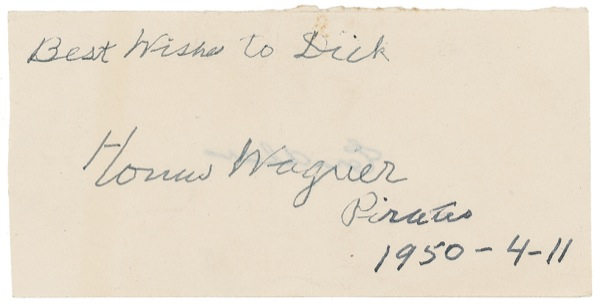 Best Wishes to Dick
Honus Wagner
Pirates
1950-4-11